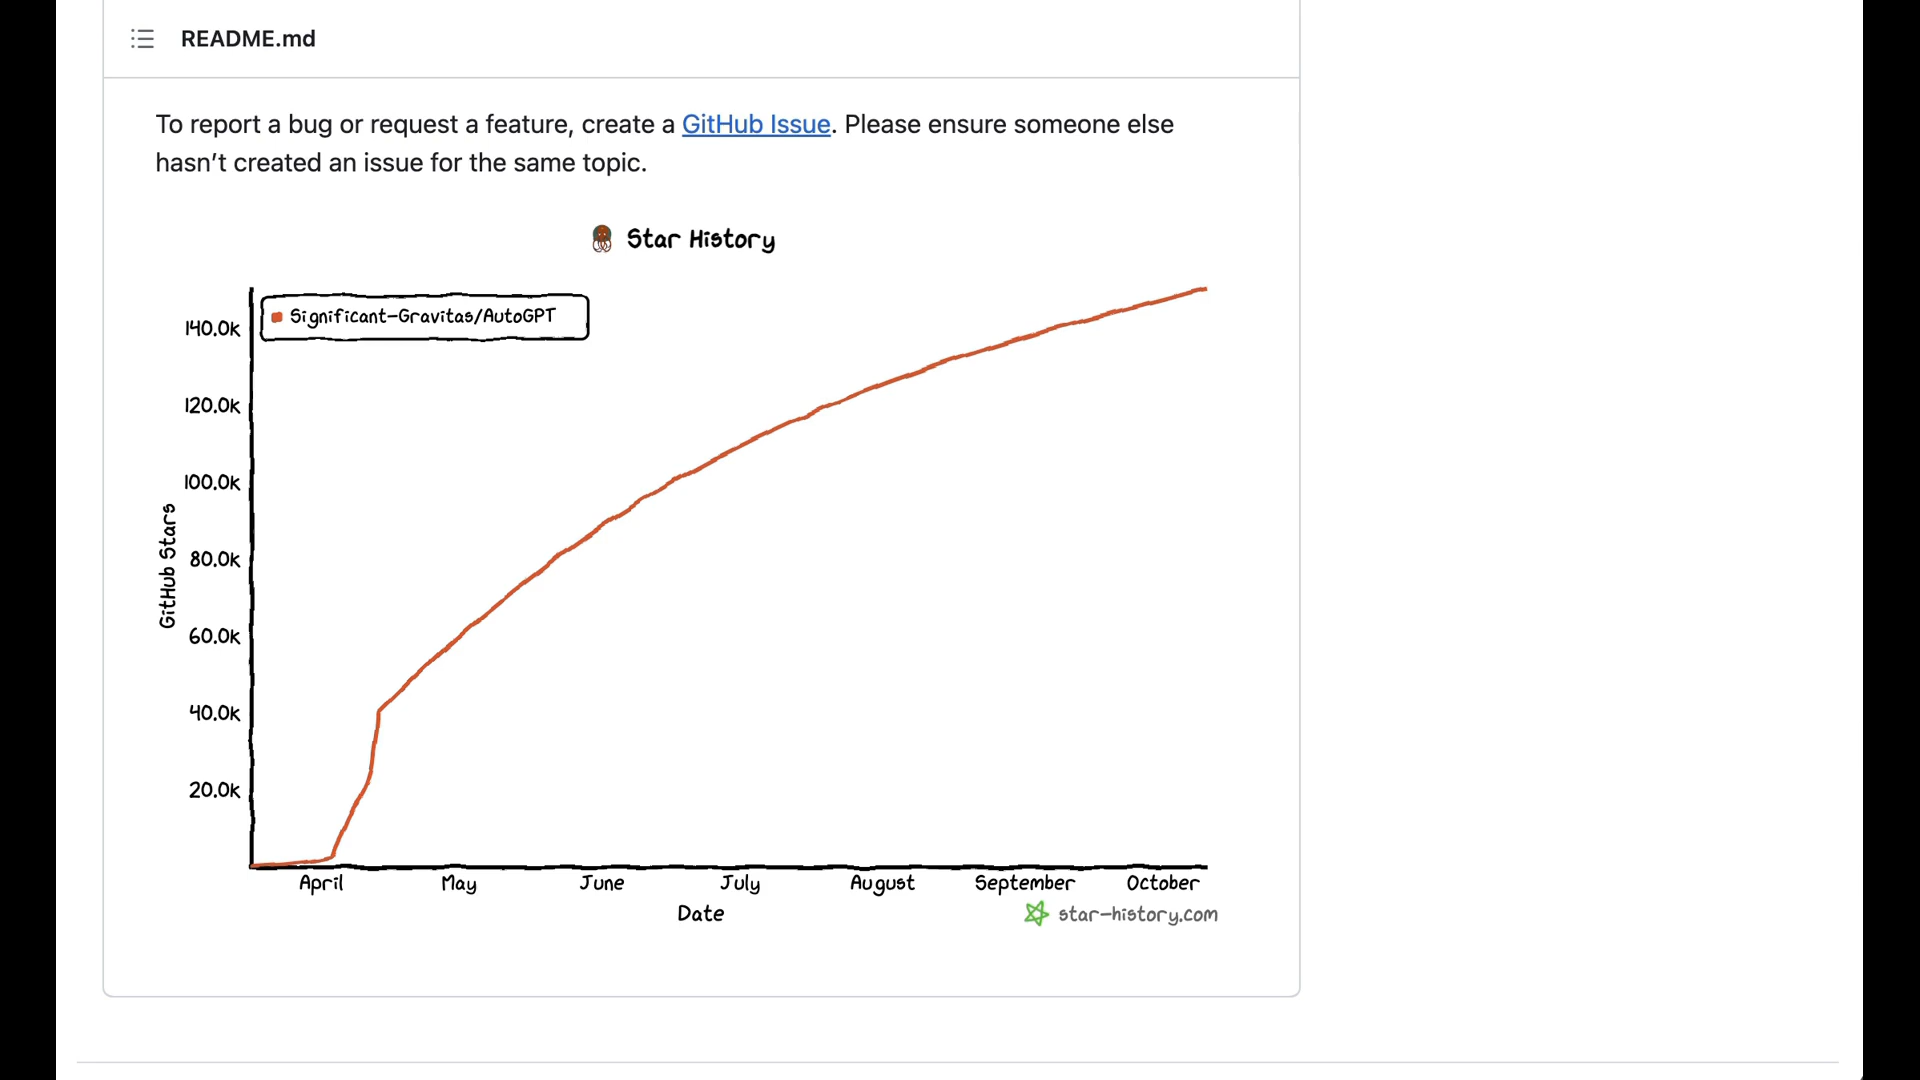 README.md
To report a bug or request a feature, create a GitHub Issue. Please ensure someone else
hasn’t created an issue for the same topic.
Star History
Significant-Gravitas/AutoGPT
140.0k
120.0k
100.0k
80.0k
60.0k
40.0k
20.0k
GitHub Stars
April May June July August September October
Date
star-history.com